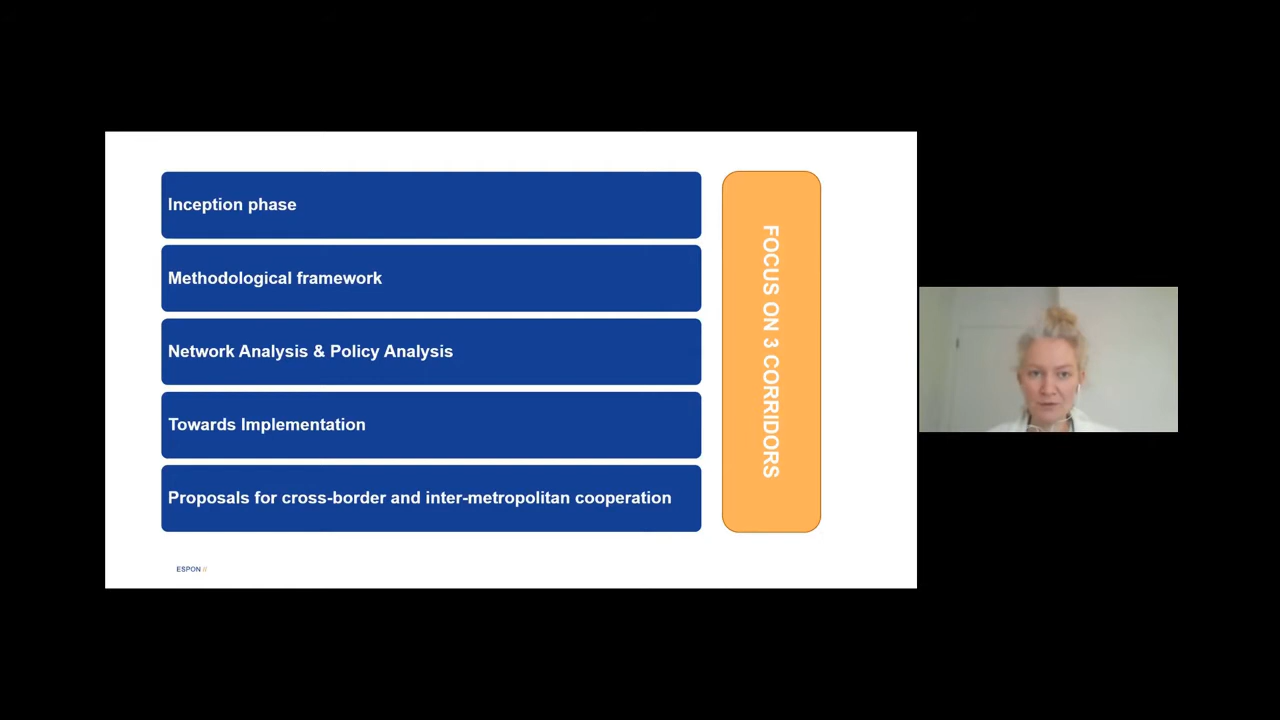 Inception phase
Methodological framework
Network Analysis & Policy Analysis
Towards Implementation
Proposals for cross-border and inter-metropolitan cooperation
FOCUS ON 3 CORRIDORS
ESPON //